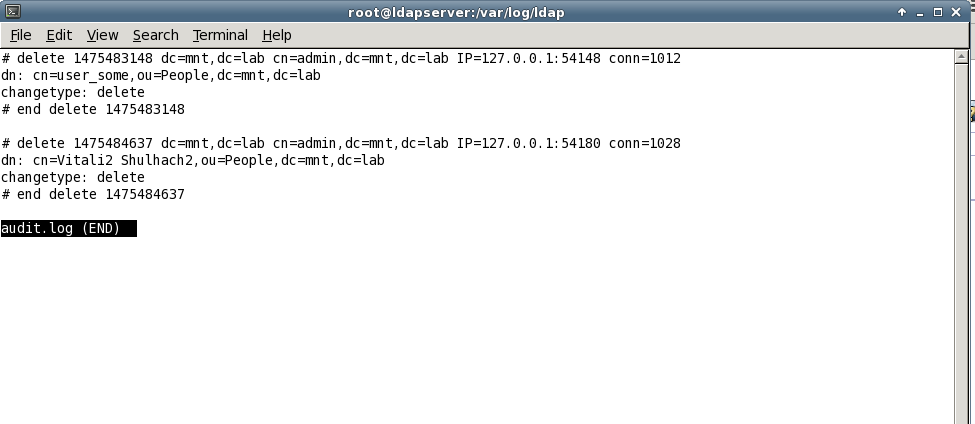 root@ldapserver:/var/log/ldap
File Edit View Search Terminal Help
# delete 1475483148 dc=mnt,dc=lab cn=admin,dc=mnt,dc=lab IP=127.0.0.1:54148 conn=1012
dn: cn=user_some,ou=People,dc=mnt,dc=lab
changetype: delete
# end delete 1475483148
# delete 1475484637 dc=mnt,dc=lab cn=admin,dc=mnt,dc=lab IP=127.0.0.1:54180 conn=1028
dn: cn=Vitali2 Shulhach2,ou=People,dc=mnt,dc=lab
changetype: delete
# end delete 1475484637
audit.log (END)